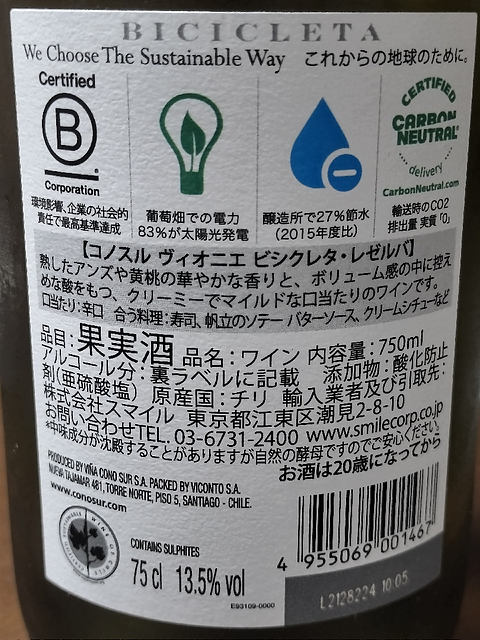 BICICLETA
We Choose The Sustainable Way これからの地球のために。
Certified
B
Corporation
環境影響、企業の社会的
責任で最高基準達成
葡萄畑での電力
83%が太陽光発電
醸造所で27%節水
(2015年度比)
CERTIFIED
CARBON
NEUTRAL
delivery
CarbonNeutral.com
輸送時のCO2
排出量 実質「0」
【コノスル ヴィオニエ ビシクレタ・レゼルバ】
熟したアンズや黄桃の華やかな香りと、ボリューム感の中に控え
めな酸をもつ、クリーミーでマイルドな口当たりのワインです。
口当たり:辛口 合う料理:寿司、帆立のソテー バターソース、クリームシチューなど
品目:果実酒 品名:ワイン 内容量:750ml
アルコール分:裏ラベルに記載 添加物:酸化防止
剤(亜硫酸塩) 原産国:チリ 輸入業者及び引取先:
株式会社スマイル 東京都江東区潮見2-8-10
お問い合わせTEL. 03-6731-2400 www.smilecorp.co.jp
*中味成分が沈殿することがありますが自然の酵母ですのでご安心ください。
お酒は20歳になってから
PRODUCED BY VIÑA CONO SUR S.A. PACKED BY VICONTO S.A.
NUEVA TAJAMAR 481, TORRE NORTE, PISO 5, SANTIAGO - CHILE.
www.conosur.com
CONTAINS SULPHITES
75 cl 13.5% vol
E93109-0000
4 955069 001467
L2128224 10:05